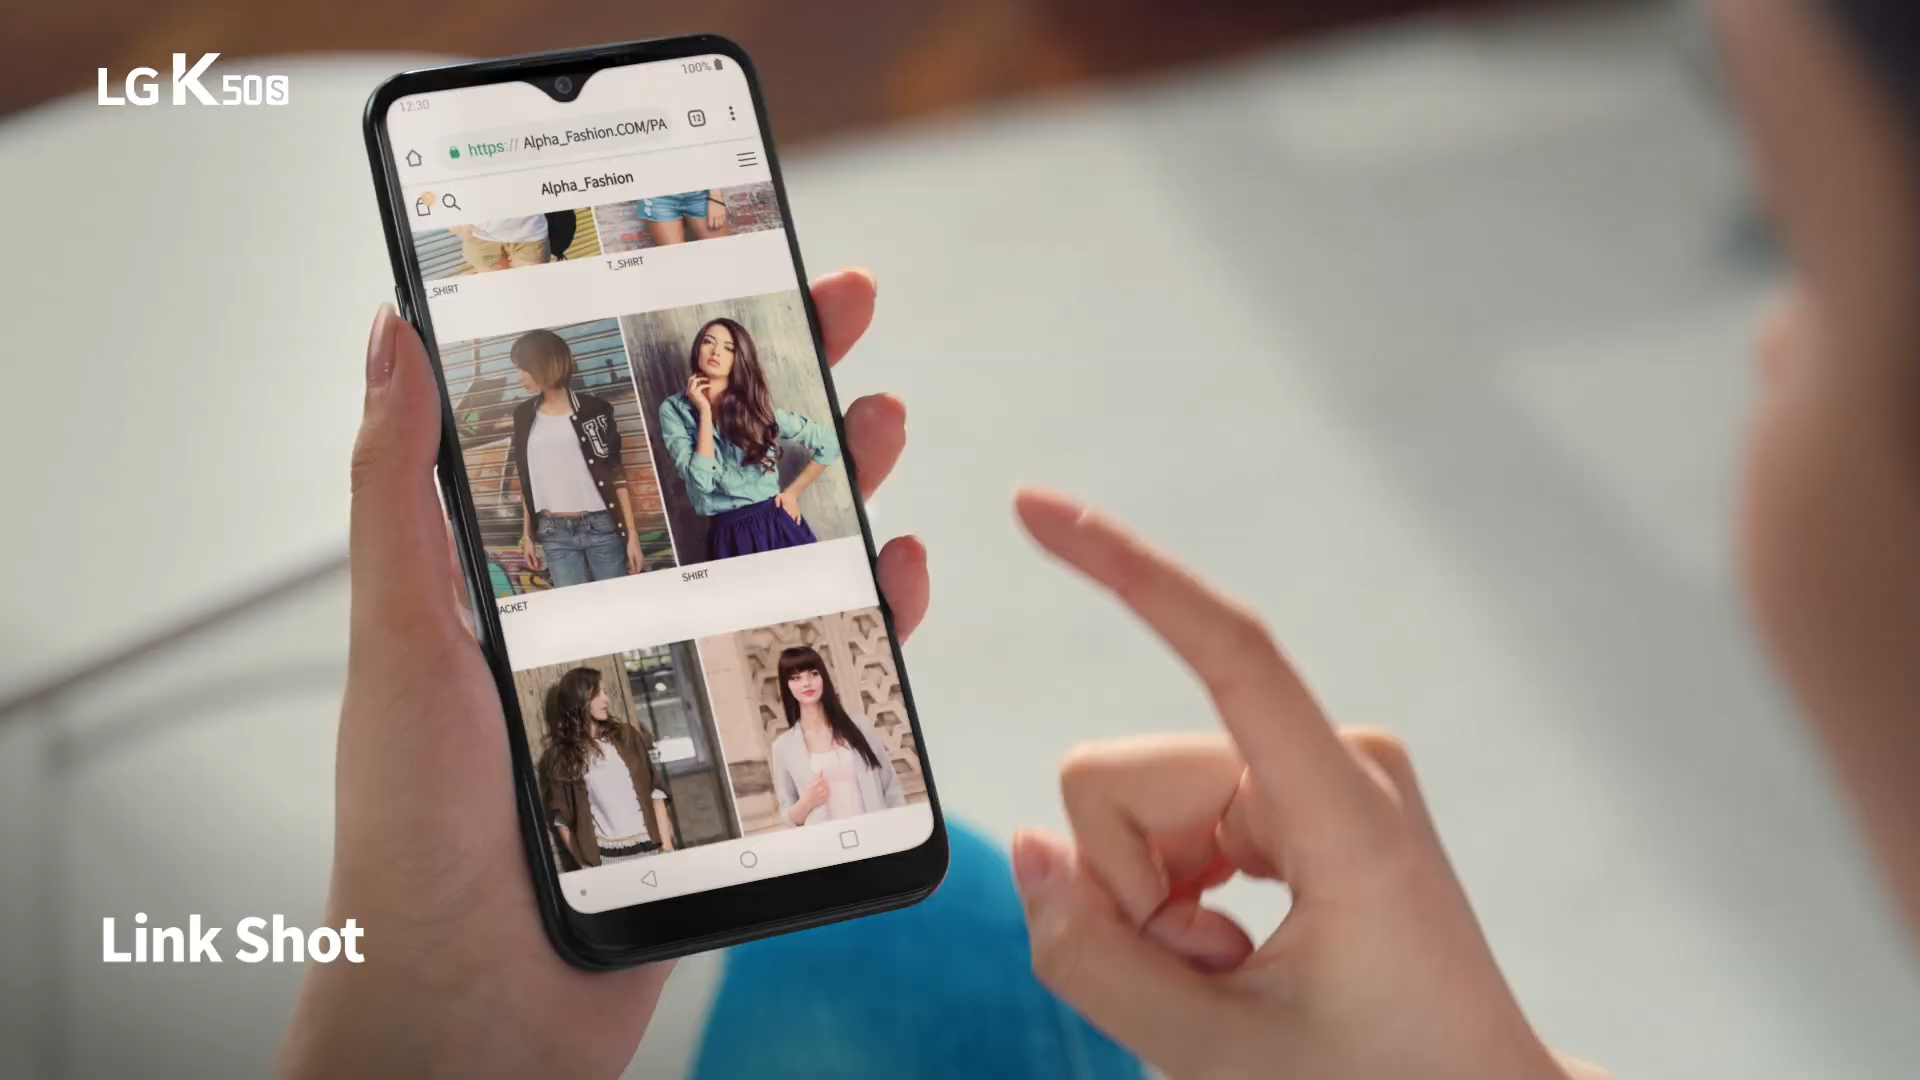 LG K50S
12:30
100%
https:// Alpha_Fashion.COM/PA
12
Alpha_Fashion
T_SHIRT
_SHIRT
SHIRT
ACKET
Link Shot